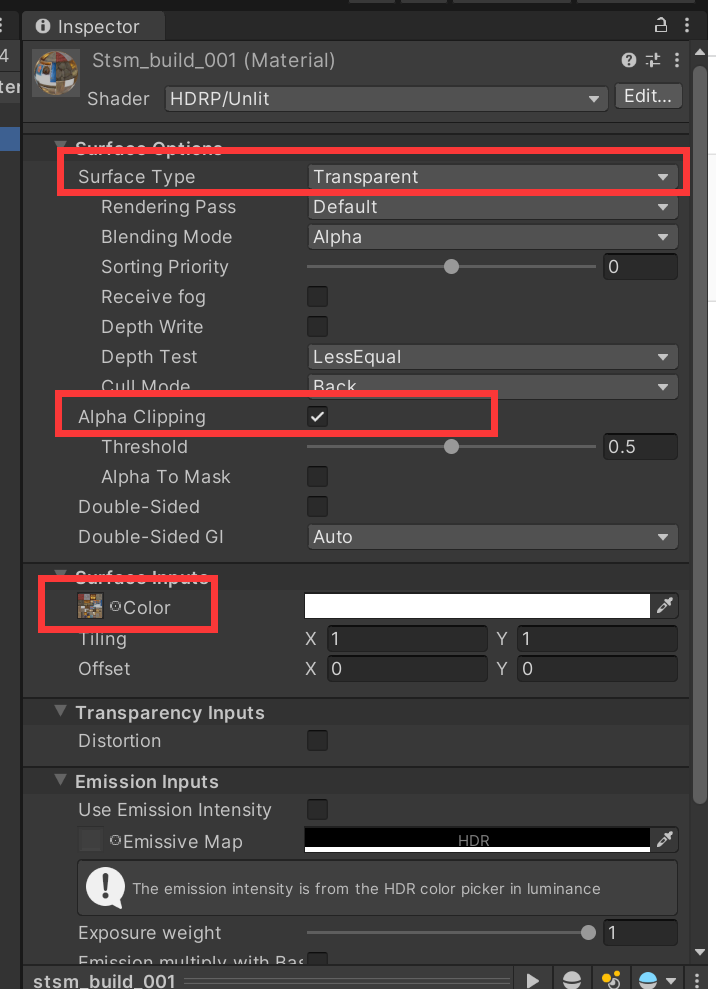 Inspector
4
ter
Stsm_build_001 (Material)
Shader HDRP/Unlit Edit...
Surface Options
Surface Type Transparent
Rendering Pass Default
Blending Mode Alpha
Sorting Priority 0
Receive fog
Depth Write
Depth Test LessEqual
Cull Mode Back
Alpha Clipping
Threshold 0.5
Alpha To Mask
Double-Sided
Double-Sided GI Auto
Surface Inputs
Color
Tiling X 1 Y 1
Offset X 0 Y 0
Transparency Inputs
Distortion
Emission Inputs
Use Emission Intensity
Emissive Map HDR
The emission intensity is from the HDR color picker in luminance
Exposure weight 1
Emission multiply with Bas
stsm_build_001